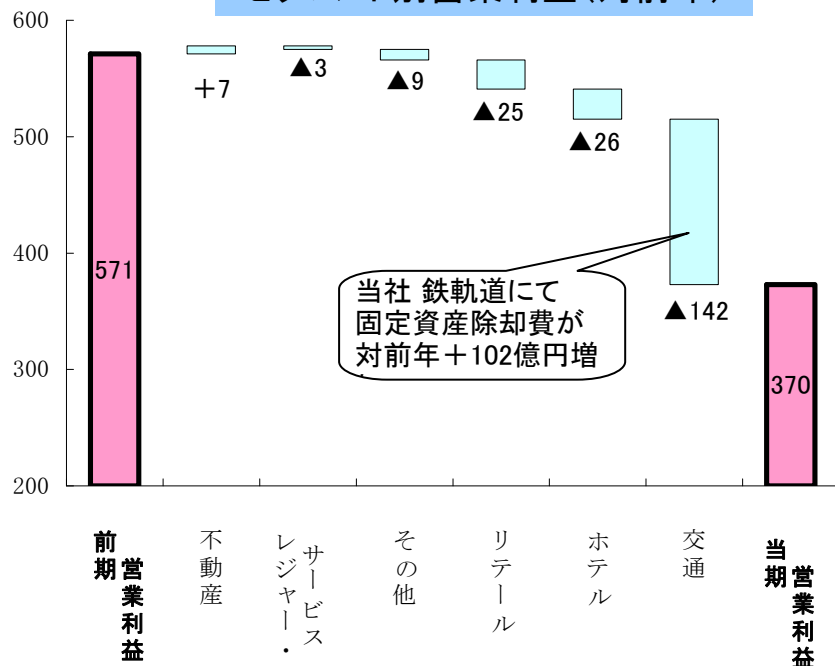 600
500
400
300
200
571
+7
▲3
▲9
▲25
▲26
▲142
370
当社 鉄軌道にて
固定資産除却費が
対前年+102億円増
前期
営業利益
不動産
レジャー・
サービス
その他
リテール
ホテル
交通
当期
営業利益